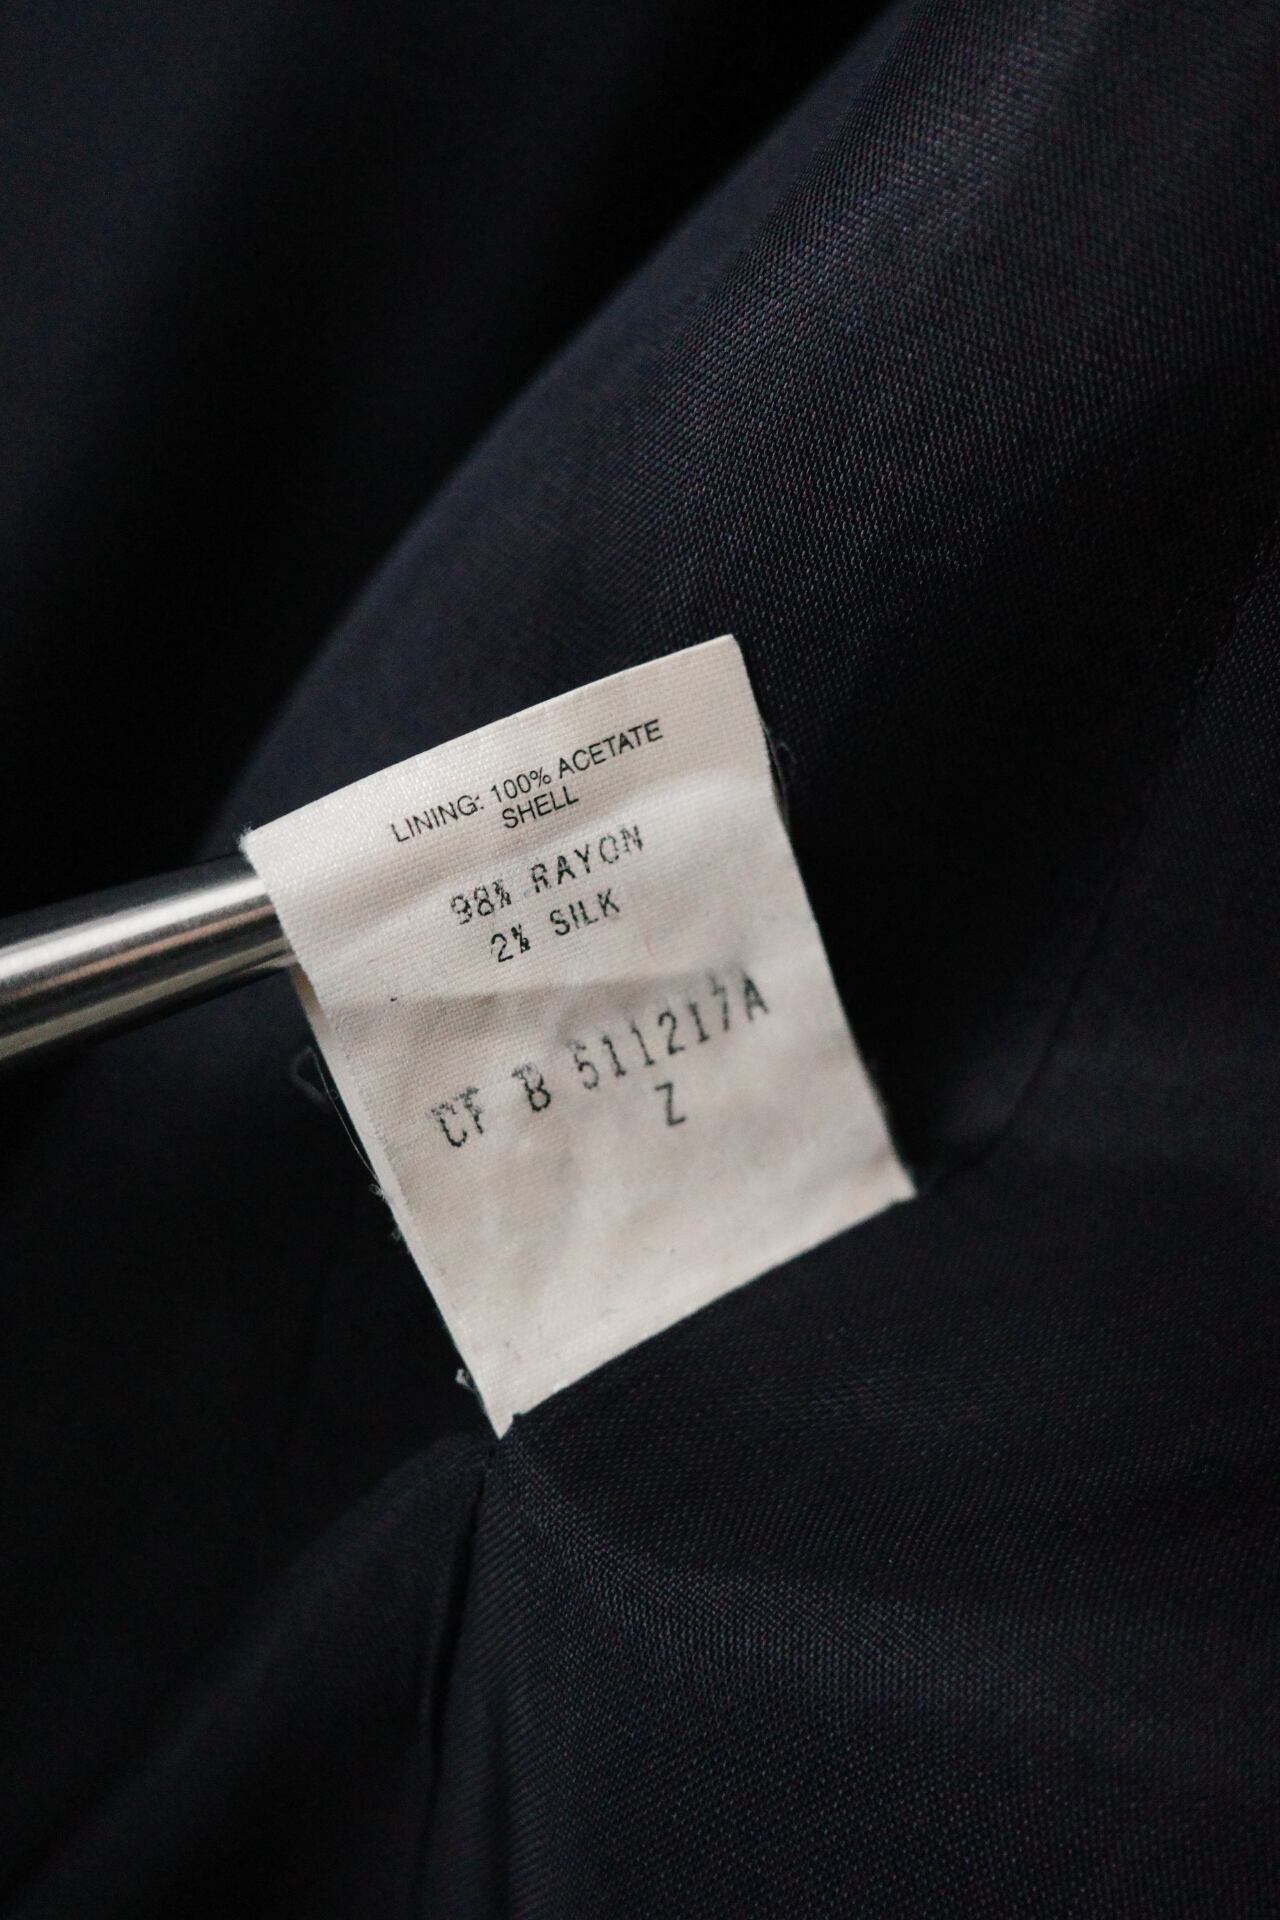 LINING: 100% ACETATE
SHELL
98% RAYON
2% SILK
CF B 511217A
Z